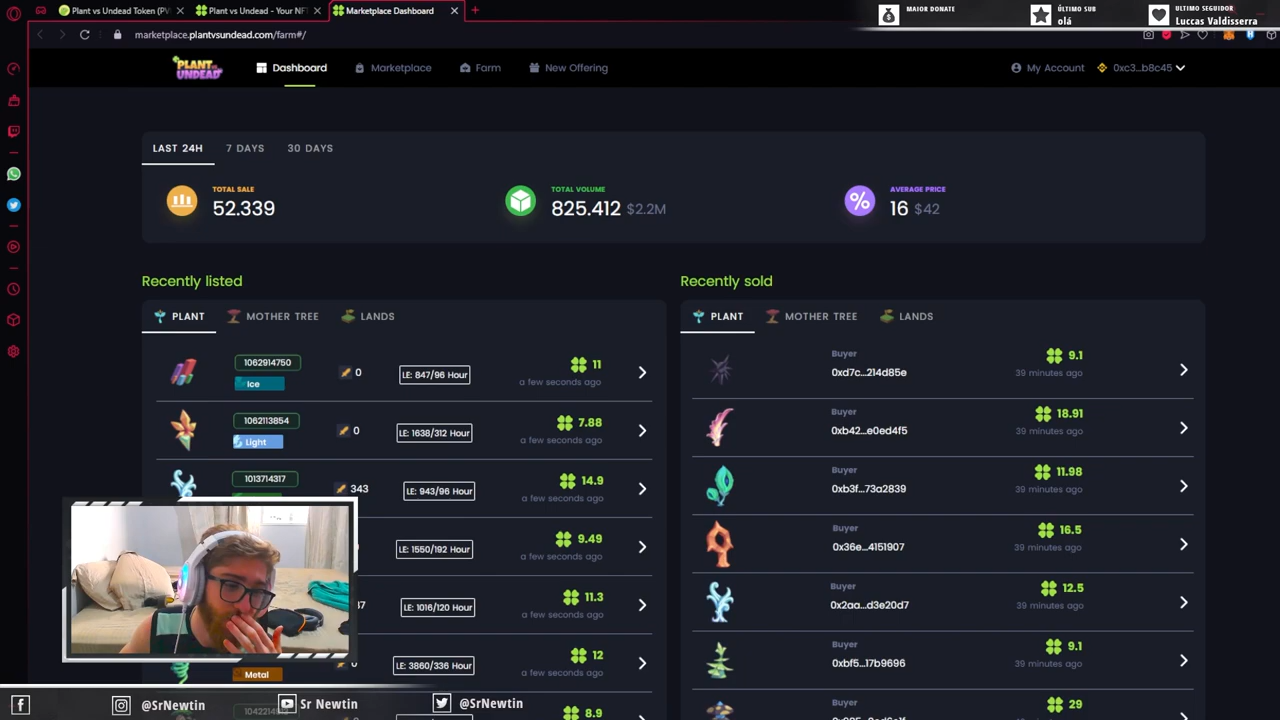 Plant vs Undead Token (PV
Plant vs Undead - Your NF
Marketplace Dashboard
MAIOR DONATE
ÚLTIMO SUB
olá
ULTIMO SEGUIDOR
Luccas Valdisserra
marketplace.plantvsundead.com/farm#/
PLANT
UNDEAD
Dashboard
Marketplace
Farm
New Offering
My Account
0xc3...b8c45
LAST 24H
7 DAYS
30 DAYS
TOTAL SALE
52.339
TOTAL VOLUME
825.412 $2.2M
AVERAGE PRICE
16 $42
Recently listed
PLANT
MOTHER TREE
LANDS
1062914750
Ice
0
LE: 847/96 Hour
11
a few seconds ago
1062113854
Light
0
LE: 1638/312 Hour
7.88
a few seconds ago
1013714317
343
LE: 943/96 Hour
14.9
a few seconds ago
LE: 1550/192 Hour
9.49
a few seconds ago
LE: 1016/120 Hour
11.3
a few seconds ago
Metal
LE: 3860/336 Hour
12
a few seconds ago
8.9
Recently sold
PLANT
MOTHER TREE
LANDS
Buyer
0xd7c...214d85e
9.1
39 minutes ago
Buyer
0xb42...e0ed4f5
18.91
39 minutes ago
Buyer
0xb3f...73a2839
11.98
39 minutes ago
Buyer
0x36e...4151907
16.5
39 minutes ago
Buyer
0x2aa...d3e20d7
12.5
39 minutes ago
Buyer
0xbf5...17b9696
9.1
39 minutes ago
Buyer
29
@SrNewtin
Sr Newtin
@SrNewtin